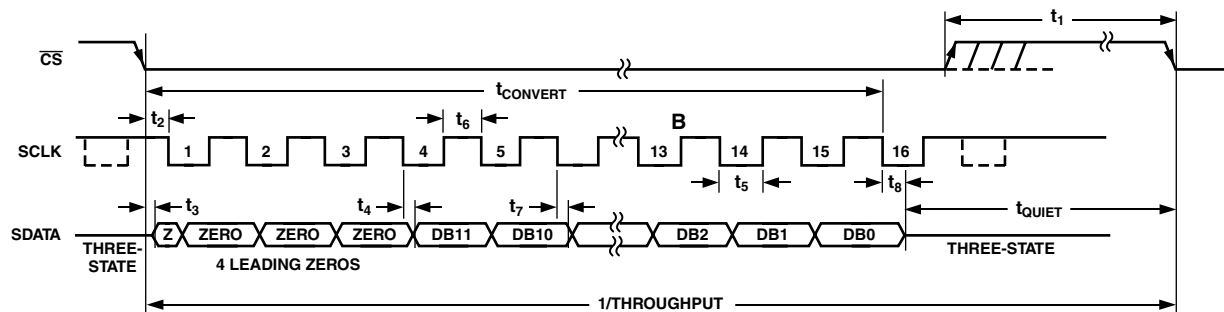 t1
CS
tCONVERT
t2
t6
B
SCLK
1 2 3 4 5 13 14 15 16
t5
t8
t3
t4
t7
tQUIET
SDATA
Z ZERO ZERO ZERO DB11 DB10 DB2 DB1 DB0
THREE-STATE
THREE-STATE
4 LEADING ZEROS
1/THROUGHPUT